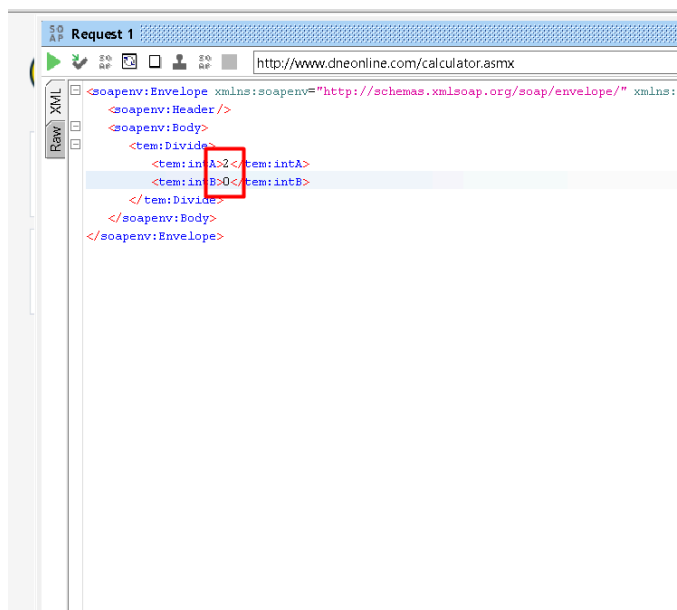 SO AP Request 1
http://www.dneonline.com/calculator.asmx
XML
Raw
<soapenv:Envelope xmlns:soapenv="http://schemas.xmlsoap.org/soap/envelope/" xmlns:
<soapenv:Header/>
<soapenv:Body>
<tem:Divide>
<tem:intA>2</tem:intA>
<tem:intB>0</tem:intB>
</tem:Divide>
</soapenv:Body>
</soapenv:Envelope>